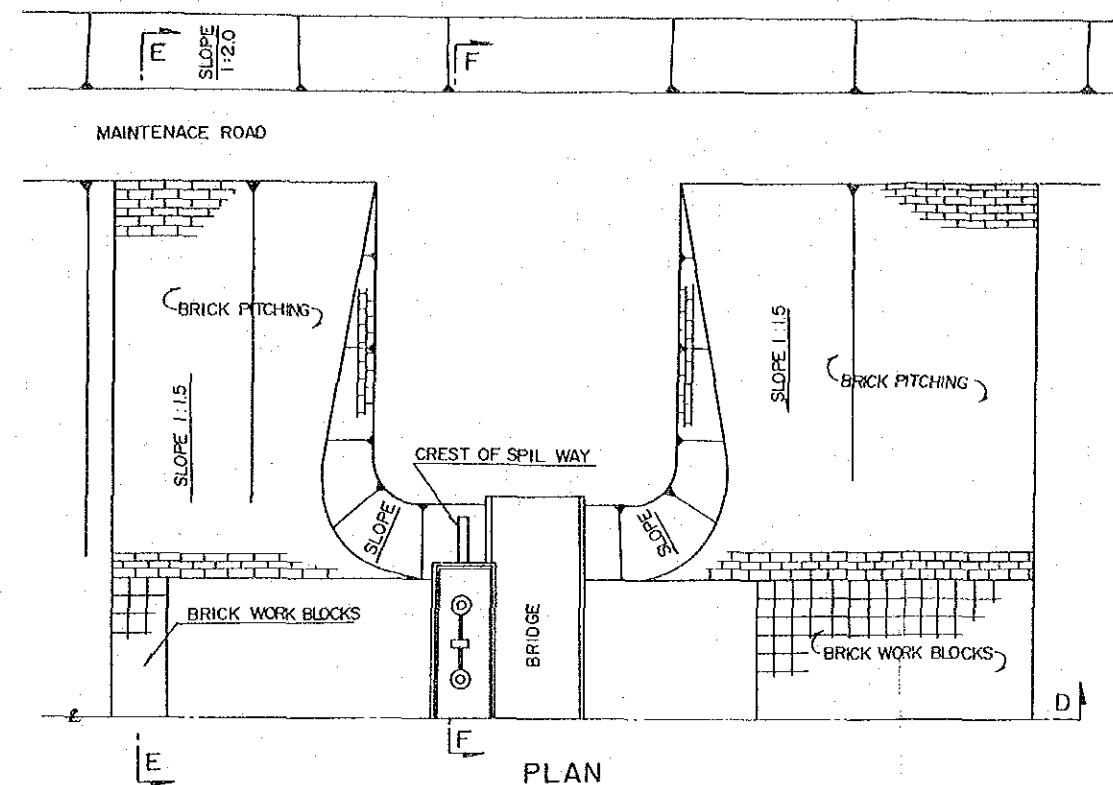 E
SLOPE
1:2.0
F
MAINTENACE ROAD
BRICK PITCHING
SLOPE 1:1.5
SLOPE 1:1.5
BRICK PITCHING
CREST OF SPIL WAY
SLOPE
SLOPE
BRICK WORK BLOCKS
BRIDGE
BRICK WORK BLOCKS
D
℄
E
F
PLAN